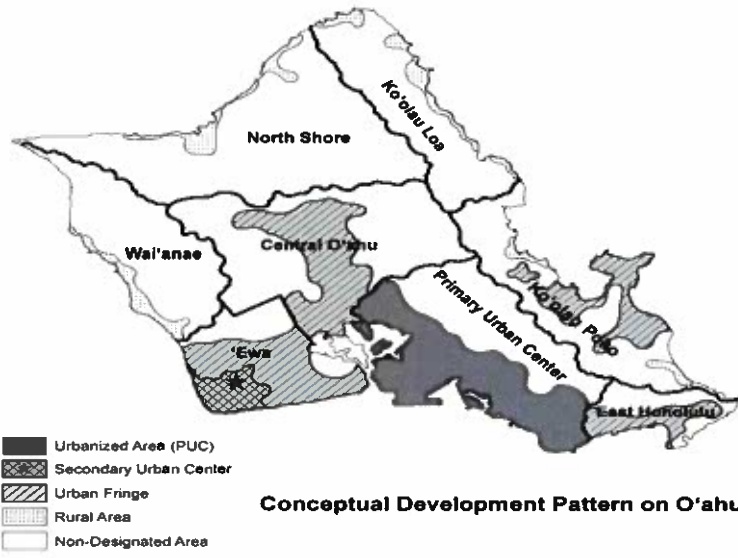 Ko'olau Loa
North Shore
Central O'ahu
Wai'anae
Primary Urban Center
Ko'olau Poko
'Ewa
East Honolulu
Urbanized Area (PUC)
Secondary Urban Center
Urban Fringe
Rural Area
Non-Designated Area
Conceptual Development Pattern on O'ahu